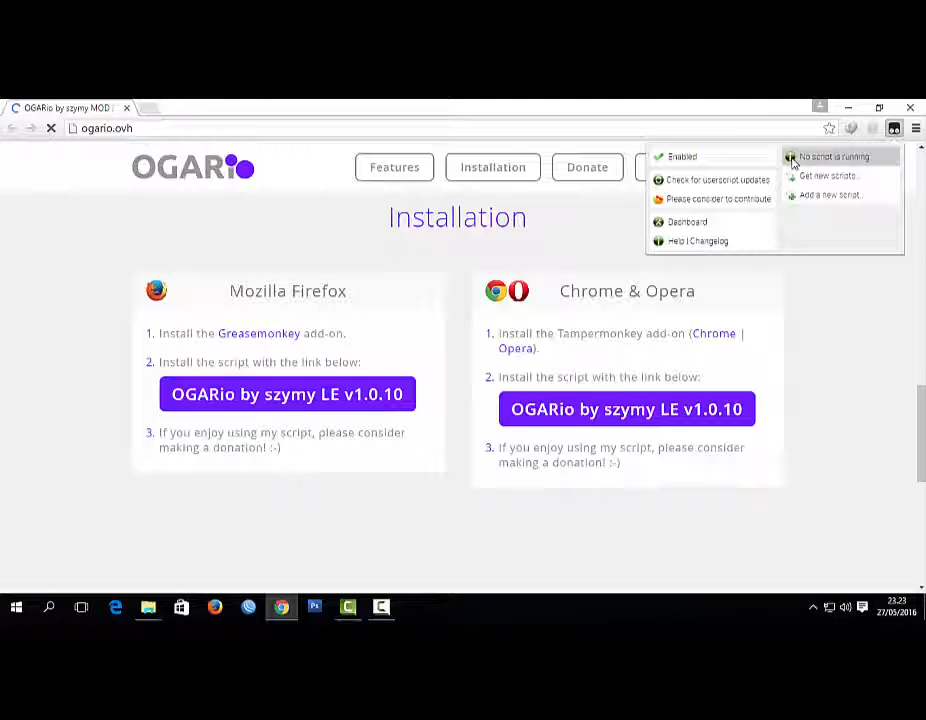 OGARio by szymy MOD
ogario.ovh
OGARio
Features
Installation
Donate
Enabled
Check for userscript updates
Please consider to contribute
Dashboard
Help | Changelog
No script is running
Get new scripts...
Add a new script...
Installation
Mozilla Firefox
1. Install the Greasemonkey add-on.
2. Install the script with the link below:
OGARio by szymy LE v1.0.10
3. If you enjoy using my script, please consider
making a donation! :-)
Chrome & Opera
1. Install the Tampermonkey add-on (Chrome |
Opera).
2. Install the script with the link below:
OGARio by szymy LE v1.0.10
3. If you enjoy using my script, please consider
making a donation! :-)
Ps
23.23
27/05/2016